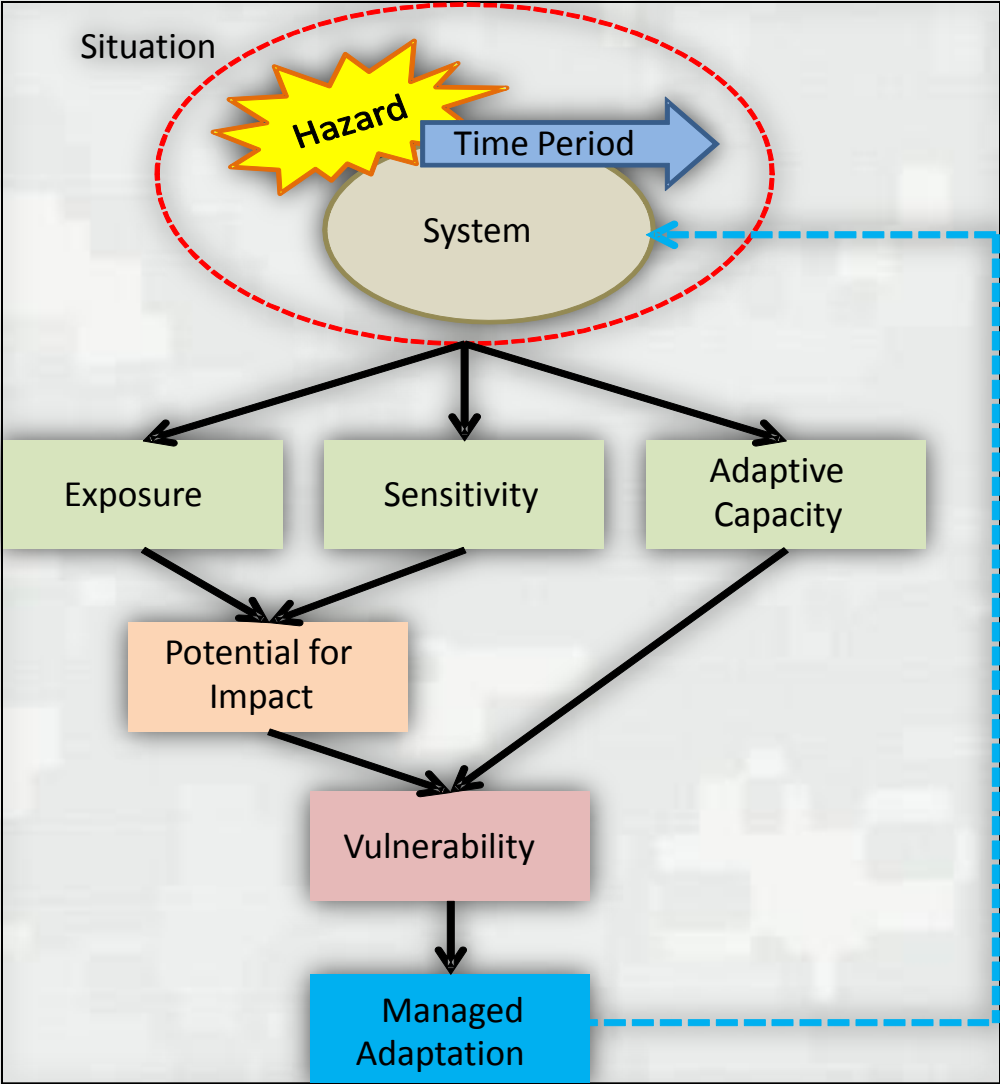 Situation
Hazard
Time Period
System
Exposure
Sensitivity
Adaptive
Capacity
Potential for
Impact
Vulnerability
Managed
Adaptation